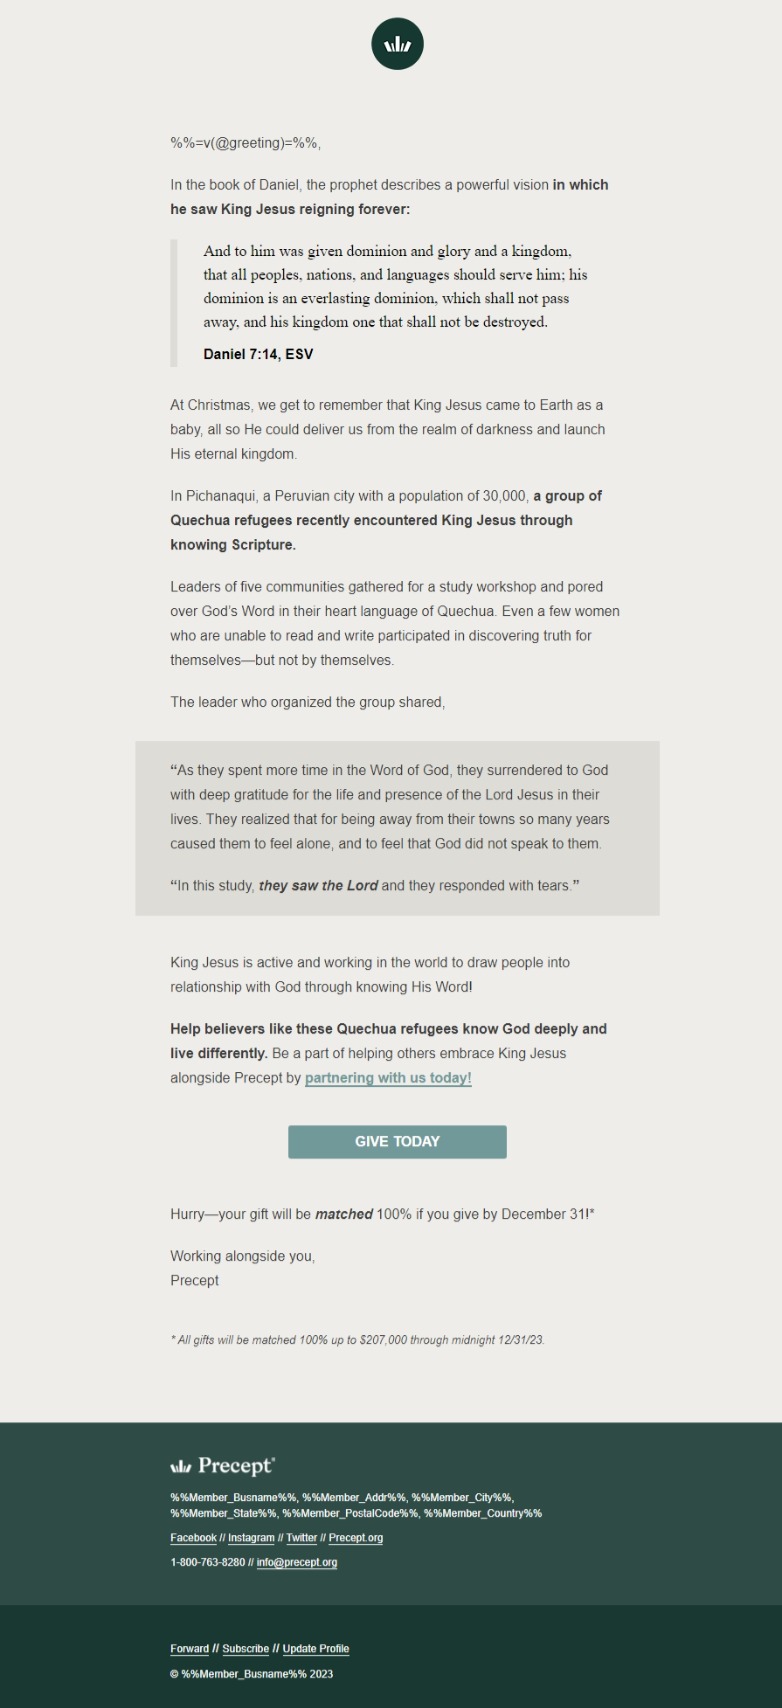 %%=v(@greeting)=%%,
In the book of Daniel, the prophet describes a powerful vision in which
he saw King Jesus reigning forever:
And to him was given dominion and glory and a kingdom,
that all peoples, nations, and languages should serve him; his
dominion is an everlasting dominion, which shall not pass
away, and his kingdom one that shall not be destroyed.
Daniel 7:14, ESV
At Christmas, we get to remember that King Jesus came to Earth as a
baby, all so He could deliver us from the realm of darkness and launch
His eternal kingdom.
In Pichanaqui, a Peruvian city with a population of 30,000, a group of
Quechua refugees recently encountered King Jesus through
knowing Scripture.
Leaders of five communities gathered for a study workshop and pored
over God's Word in their heart language of Quechua. Even a few women
who are unable to read and write participated in discovering truth for
themselves—but not by themselves.
The leader who organized the group shared,
“As they spent more time in the Word of God, they surrendered to God
with deep gratitude for the life and presence of the Lord Jesus in their
lives. They realized that for being away from their towns so many years
caused them to feel alone, and to feel that God did not speak to them.
“In this study, they saw the Lord and they responded with tears.”
King Jesus is active and working in the world to draw people into
relationship with God through knowing His Word!
Help believers like these Quechua refugees know God deeply and
live differently. Be a part of helping others embrace King Jesus
alongside Precept by partnering with us today!
GIVE TODAY
Hurry—your gift will be matched 100% if you give by December 31!*
Working alongside you,
Precept
* All gifts will be matched 100% up to $207,000 through midnight 12/31/23.
Precept®
%%Member_Busname%%, %%Member_Addr%%, %%Member_City%%,
%%Member_State%%, %%Member_PostalCode%%, %%Member_Country%%
Facebook // Instagram // Twitter // Precept.org
1-800-763-8280 // info@precept.org
Forward // Subscribe // Update Profile
© %%Member_Busname%% 2023